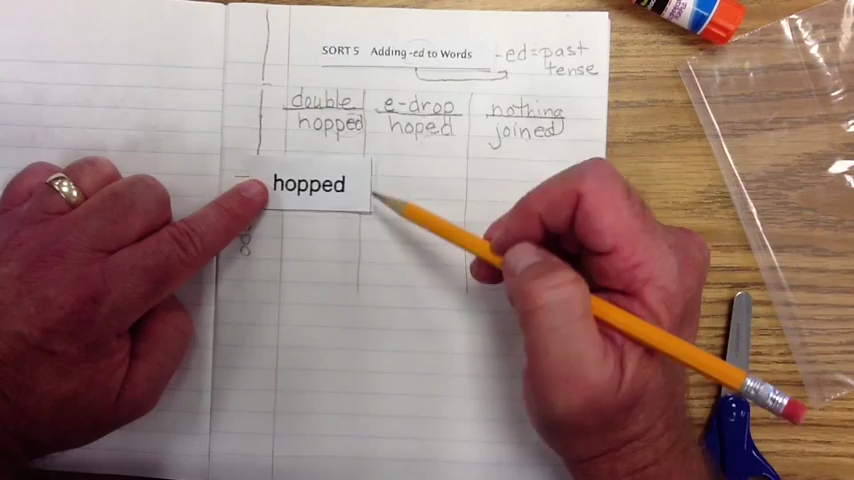 SORT 5 Adding -ed to Words
-ed = past
tense
double e-drop nothing
hopped hoped joined
hopped